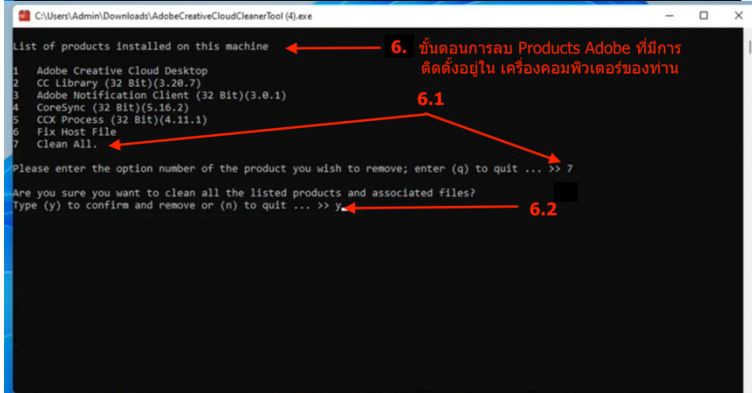 C:\Users\Admin\Downloads\AdobeCreativeCloudCleanerTool (4).exe
List of products installed on this machine
6. ขั้นตอนการลบ Products Adobe ที่มีการ
ติดตั้งอยู่ใน เครื่องคอมพิวเตอร์ของท่าน
1 Adobe Creative Cloud Desktop
2 CC Library (32 Bit)(3.20.7)
3 Adobe Notification Client (32 Bit)(3.0.1)
4 CoreSync (32 Bit)(5.16.2)
5 CCX Process (32 Bit)(4.11.1)
6 Fix Host File
7 Clean All.
6.1
Please enter the option number of the product you wish to remove; enter (q) to quit ... >> 7
Are you sure you want to clean all the listed products and associated files?
Type (y) to confirm and remove or (n) to quit ... >> y
6.2